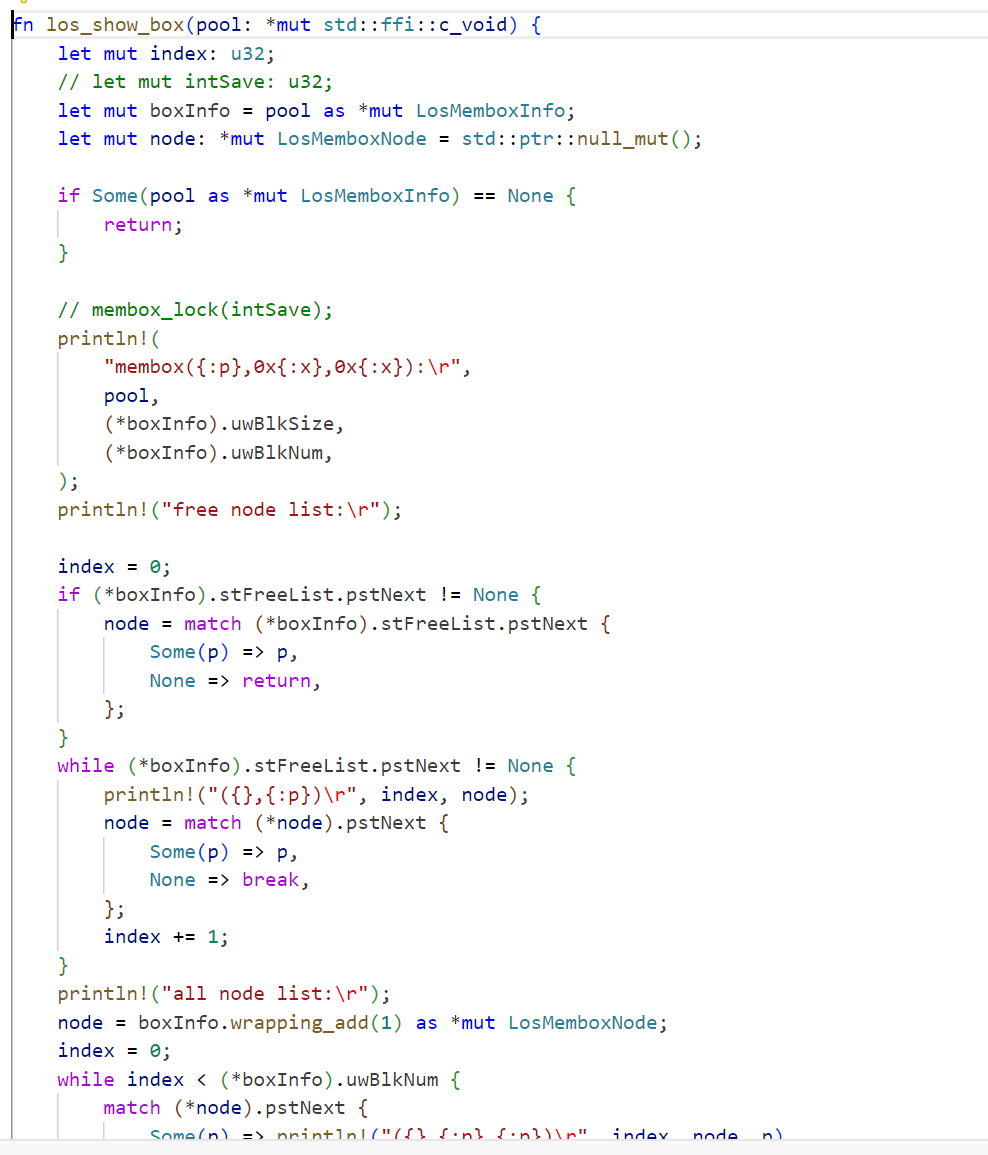 fn los_show_box(pool: *mut std::ffi::c_void) {
    let mut index: u32;
    // let mut intSave: u32;
    let mut boxInfo = pool as *mut LosMemboxInfo;
    let mut node: *mut LosMemboxNode = std::ptr::null_mut();
    if Some(pool as *mut LosMemboxInfo) == None {
        return;
    }
    // membox_lock(intSave);
    println!(
        "membox({:p},0x{:x},0x{:x}):\r",
        pool,
        (*boxInfo).uwBlkSize,
        (*boxInfo).uwBlkNum,
    );
    println!("free node list:\r");
    index = 0;
    if (*boxInfo).stFreeList.pstNext != None {
        node = match (*boxInfo).stFreeList.pstNext {
            Some(p) => p,
            None => return,
        };
    }
    while (*boxInfo).stFreeList.pstNext != None {
        println!("({},{:p})\r", index, node);
        node = match (*node).pstNext {
            Some(p) => p,
            None => break,
        };
        index += 1;
    }
    println!("all node list:\r");
    node = boxInfo.wrapping_add(1) as *mut LosMemboxNode;
    index = 0;
    while index < (*boxInfo).uwBlkNum {
        match (*node).pstNext {
            Some(p) => println!("({},{:p},{:p})\r", index, node, p)